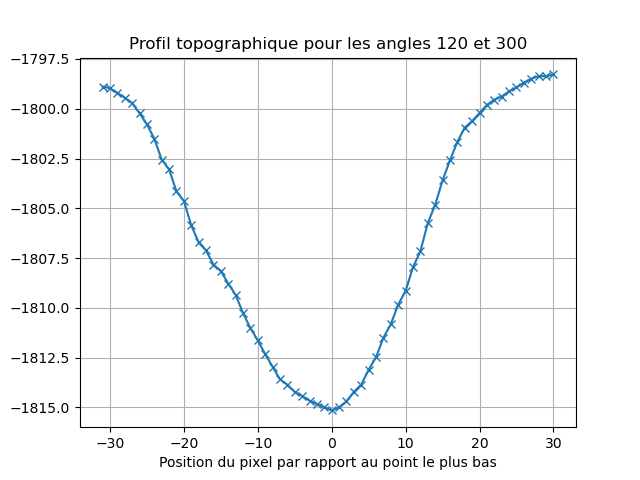 Profil topographique pour les angles 120 et 300
−1797.5
−1800.0
−1802.5
−1805.0
−1807.5
−1810.0
−1812.5
−1815.0
−30 −20 −10 0 10 20 30
Position du pixel par rapport au point le plus bas